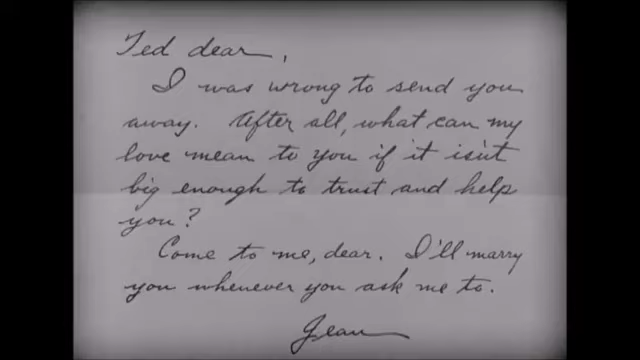 Ted dear,
I was wrong to send you
away. After all, what can my
love mean to you if it isn't
big enough to trust and help
you?
Come to me, dear. I'll marry
you whenever you ask me to.
Jean